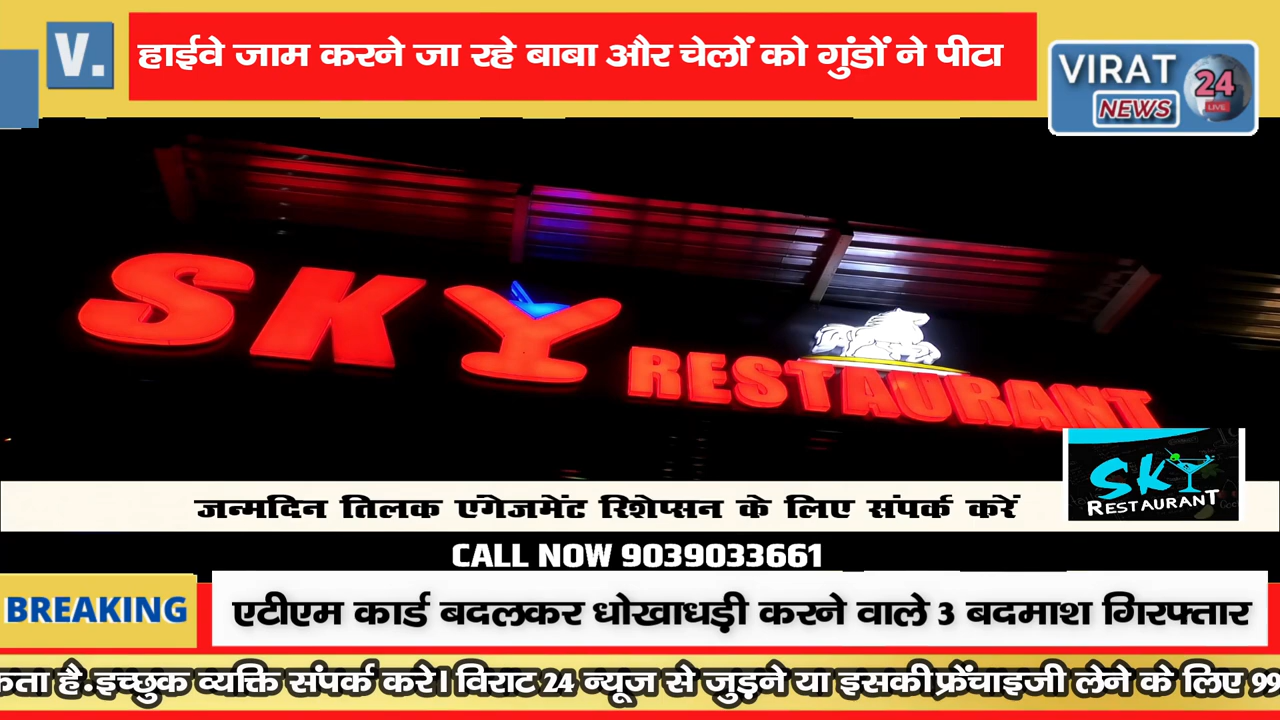 V.
हाईवे जाम करने जा रहे बाबा और चेलों को गुंडों ने पीटा
VIRAT 24
NEWS LIVE
SKY RESTAURANT
SKY
RESTAURANT
जन्मदिन तिलक एंगेजमेंट रिशेप्सन के लिए संपर्क करें
CALL NOW 9039033661
BREAKING
एटीएम कार्ड बदलकर धोखाधड़ी करने वाले 3 बदमाश गिरफ्तार
कता है. इच्छुक व्यक्ति संपर्क करे। विराट 24 न्यूज से जुड़ने या इसकी फ्रेंचाइजी लेने के लिए 99